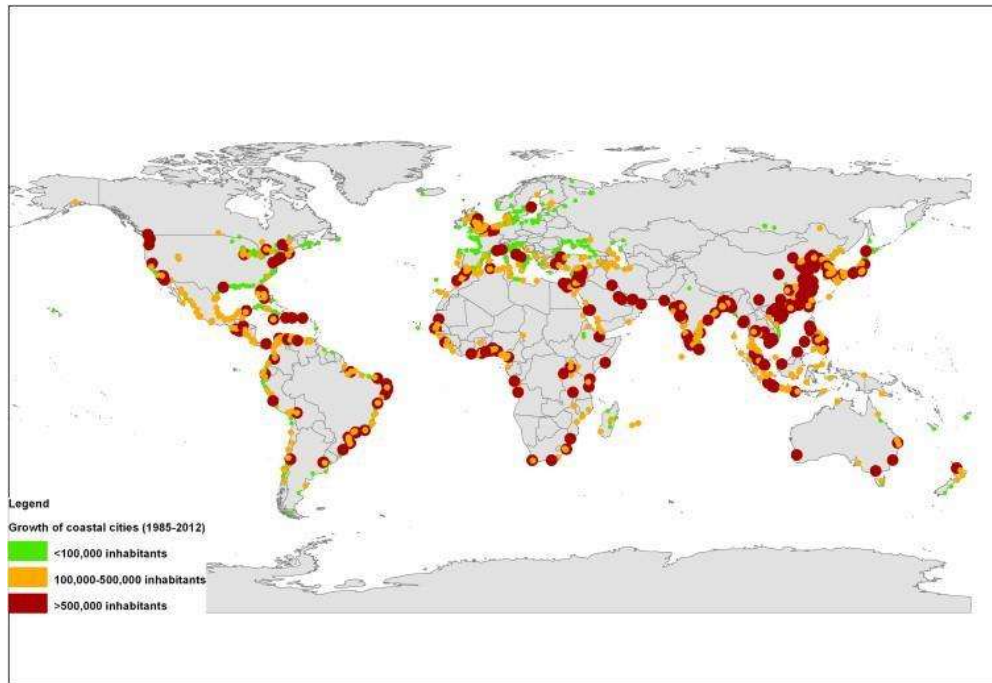 Legend
Growth of coastal cities (1985-2012)
<100,000 inhabitants
100,000-500,000 inhabitants
>500,000 inhabitants